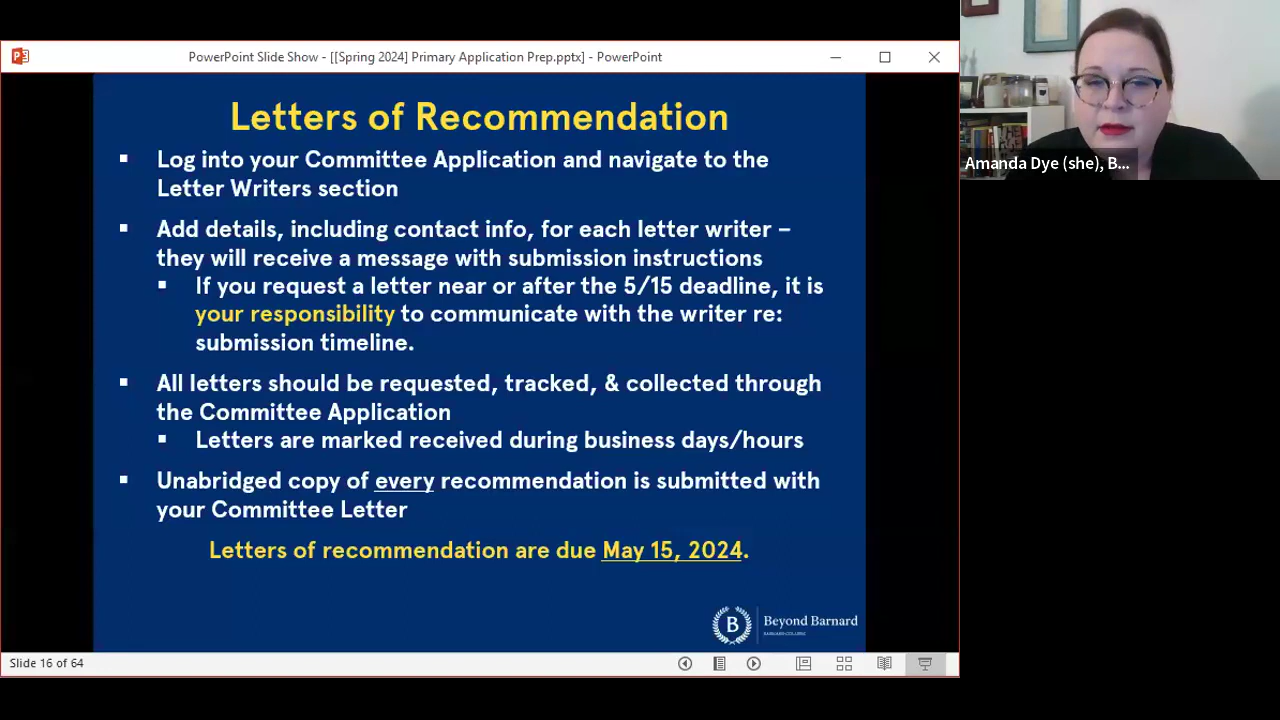 PowerPoint Slide Show - [[Spring 2024] Primary Application Prep.pptx] - PowerPoint
Letters of Recommendation
▪ Log into your Committee Application and navigate to the
Letter Writers section
▪ Add details, including contact info, for each letter writer –
they will receive a message with submission instructions
▪ If you request a letter near or after the 5/15 deadline, it is
your responsibility to communicate with the writer re:
submission timeline.
▪ All letters should be requested, tracked, & collected through
the Committee Application
▪ Letters are marked received during business days/hours
▪ Unabridged copy of every recommendation is submitted with
your Committee Letter
Letters of recommendation are due May 15, 2024.
B
Beyond Barnard
BARNARD COLLEGE
Slide 16 of 64
Amanda Dye (she), B...